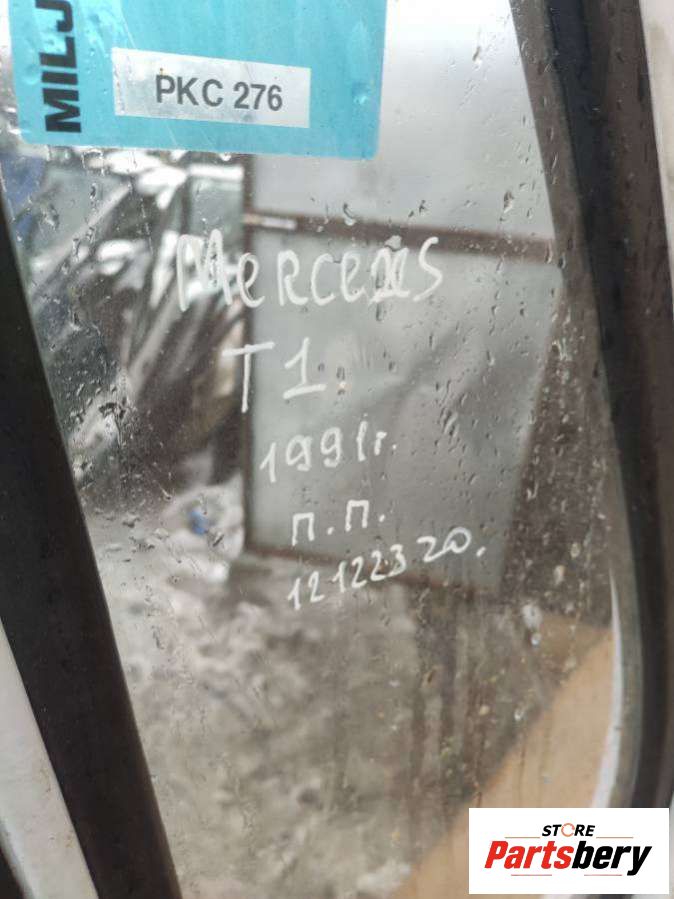 MILJ
PKC 276
Mercedes
T1.
1991г.
п.п.
12122320.
STORE
Partsbery